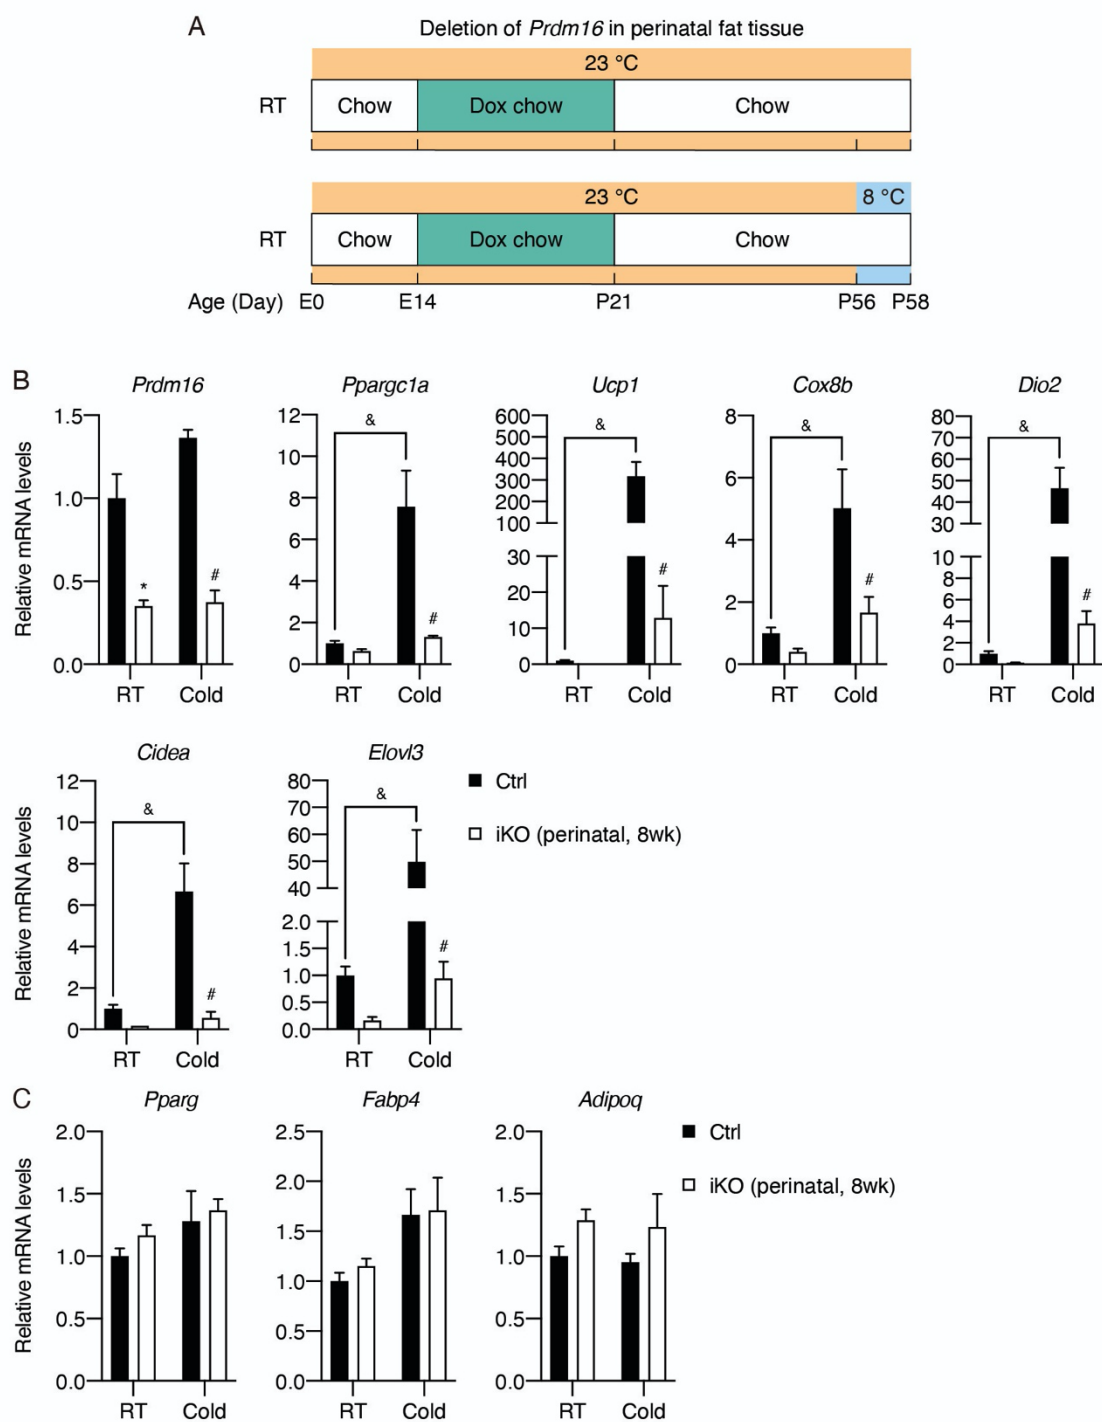 A
Deletion of Prdm16 in perinatal fat tissue
23 °C
RT Chow Dox chow Chow
23 °C 8 °C
RT Chow Dox chow Chow
Age (Day) E0 E14 P21 P56 P58
B
Prdm16 Ppargc1a Ucp1 Cox8b Dio2
Relative mRNA levels
1.5
1.0
0.5
0.0
*
#
RT Cold
12
10
8
6
4
2
0
&
#
RT Cold
600
500
400
300
200
100
30
20
10
0
&
#
RT Cold
8
6
4
2
0
&
#
RT Cold
80
70
60
50
40
30
10
8
6
4
2
0
&
#
RT Cold
Cidea Elovl3
Relative mRNA levels
12
10
8
6
4
2
0
&
#
RT Cold
80
70
60
50
40
2.0
1.5
1.0
0.5
0.0
&
#
RT Cold
Ctrl
iKO (perinatal, 8wk)
C
Pparg Fabp4 Adipoq
Relative mRNA levels
2.0
1.5
1.0
0.5
0.0
RT Cold
2.5
2.0
1.5
1.0
0.5
0.0
RT Cold
2.0
1.5
1.0
0.5
0.0
RT Cold
Ctrl
iKO (perinatal, 8wk)